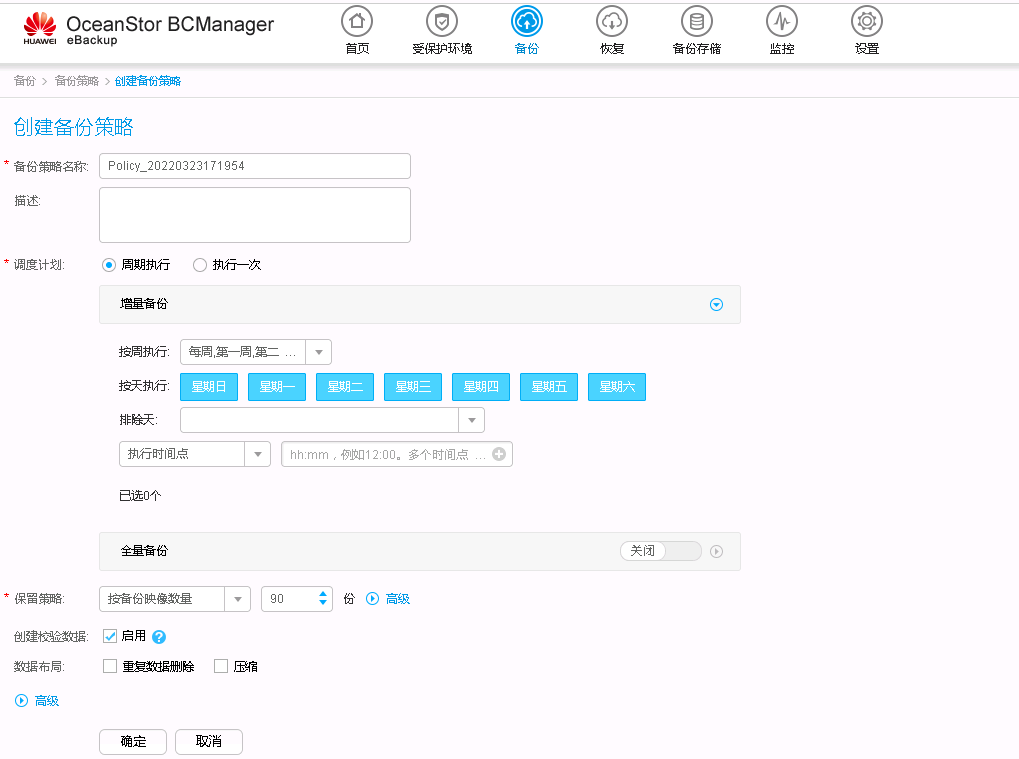 HUAWEI
OceanStor BCManager
eBackup
首页 受保护环境 备份 恢复 备份存储 监控 设置
备份 > 备份策略 > 创建备份策略
创建备份策略
* 备份策略名称: Policy_20220323171954
描述:
* 调度计划: 周期执行 执行一次
增量备份
按周执行: 每周,第一周,第二 ...
按天执行: 星期日 星期一 星期二 星期三 星期四 星期五 星期六
排除天:
执行时间点 hh:mm，例如12:00。多个时间点 ...
已选0个
全量备份 关闭
* 保留策略: 按备份映像数量 90 份 高级
创建校验数据: 启用 ?
数据布局: 重复数据删除 压缩
高级
确定 取消